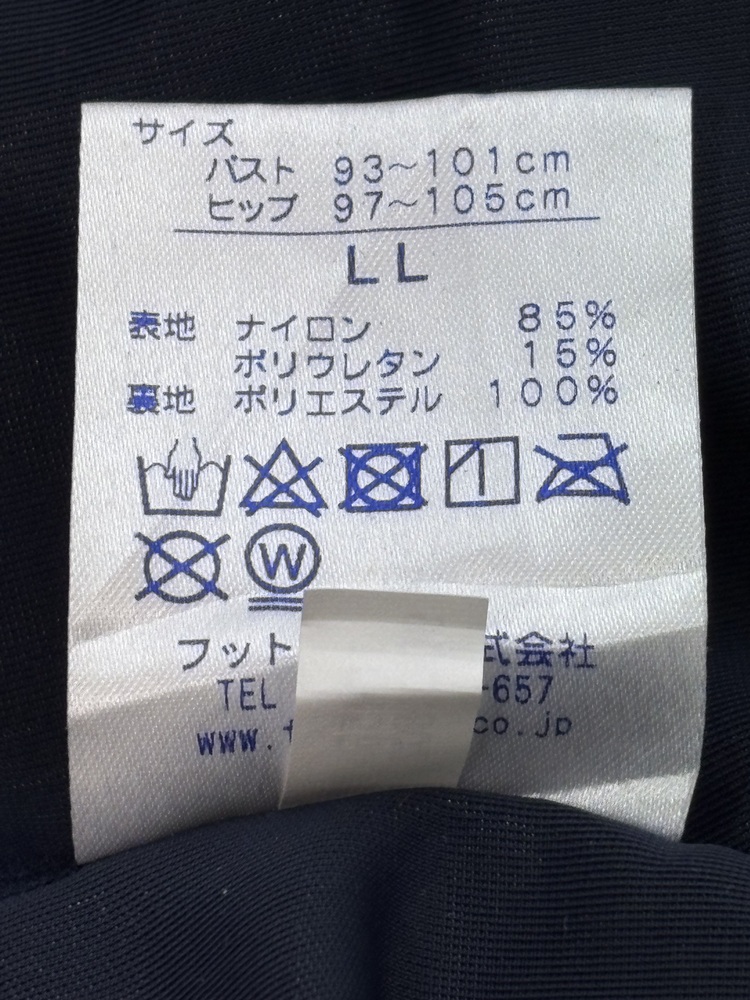 サイズ
バスト 93～101cm
ヒップ 97～105cm
LL
表地 ナイロン 85%
ポリウレタン 15%
裏地 ポリエステル 100%
W
フット 式会社
TEL -657
www. co.jp